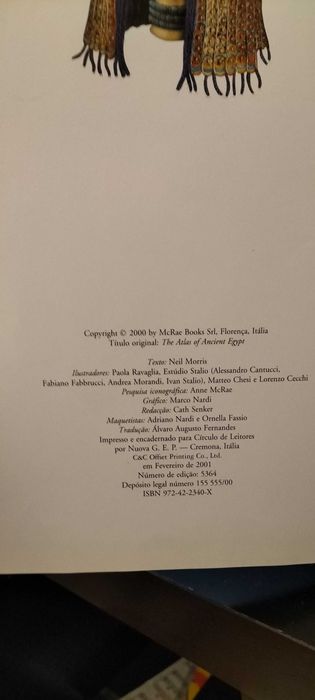 Copyright © 2000 by McRae Books Srl, Florença, Itália
Título original: The Atlas of Ancient Egypt
Texto: Neil Morris
Ilustradores: Paola Ravaglia, Estúdio Stalio (Alessandro Cantucci,
Fabiano Fabbrucci, Andrea Morandi, Ivan Stalio), Matteo Chesi e Lorenzo Cecchi
Pesquisa iconográfica: Anne McRae
Gráfico: Marco Nardi
Redacção: Cath Senker
Maquetistas: Adriano Nardi e Ornella Fassio
Tradução: Álvaro Augusto Fernandes
Impresso e encadernado para Círculo de Leitores
por Nuova G. E. P. — Cremona, Itália
C&C Offset Printing Co., Ltd.
em Fevereiro de 2001
Número de edição: 5364
Depósito legal número 155 555/00
ISBN 972-42-2340-X